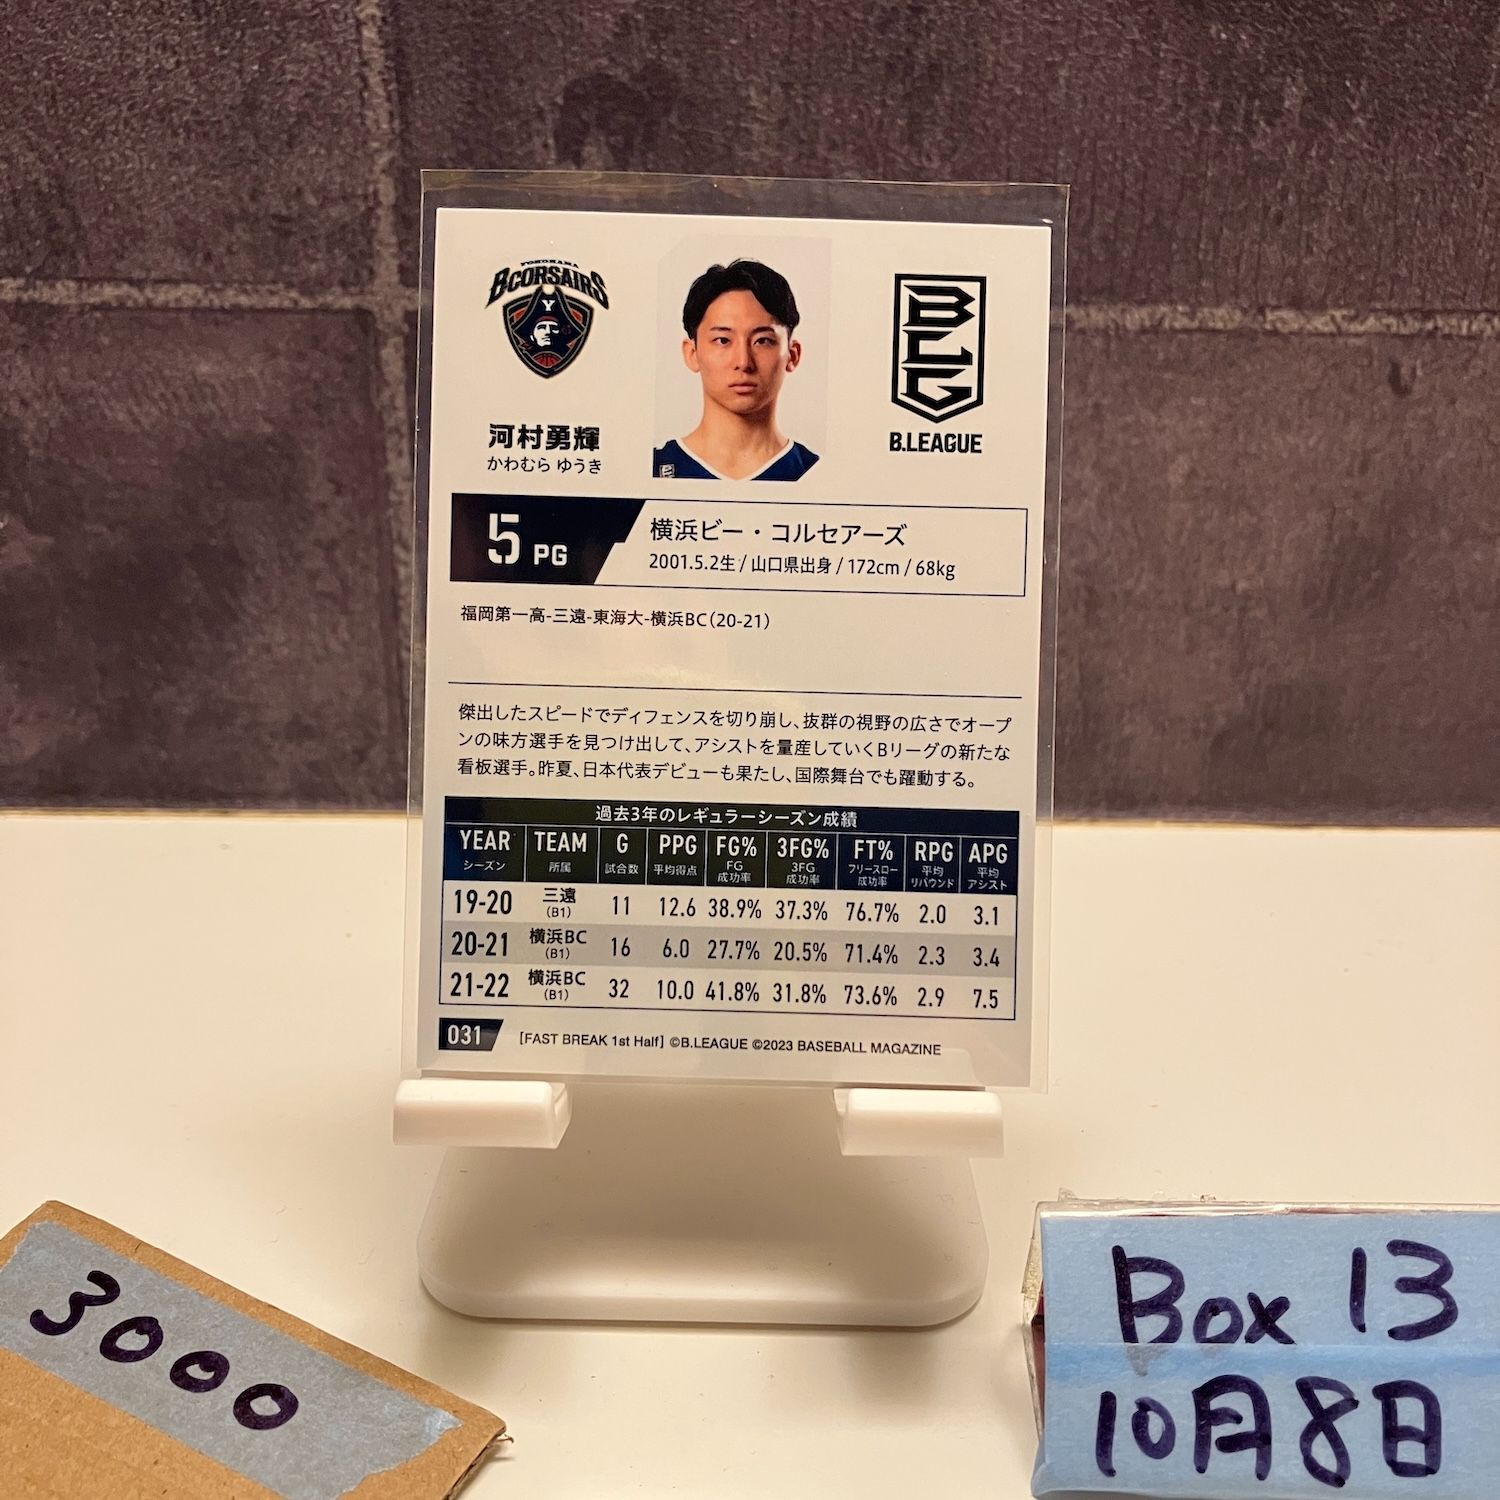 YOKOHAMA
BCORSAIRS
Y
BLG
B.LEAGUE
河村勇輝
かわむら ゆうき
5 PG
横浜ビー・コルセアーズ
2001.5.2生 / 山口県出身 / 172cm / 68kg
福岡第一高-三遠-東海大-横浜BC(20-21)
傑出したスピードでディフェンスを切り崩し、抜群の視野の広さでオープ
ンの味方選手を見つけ出して、アシストを量産していくBリーグの新たな
看板選手。昨夏、日本代表デビューも果たし、国際舞台でも躍動する。
過去3年のレギュラーシーズン成績
YEAR TEAM G PPG FG% 3FG% FT% RPG APG
シーズン 所属 試合数 平均得点 FG成功率 3FG成功率 フリースロー成功率 平均リバウンド 平均アシスト
19-20 三遠(B1) 11 12.6 38.9% 37.3% 76.7% 2.0 3.1
20-21 横浜BC(B1) 16 6.0 27.7% 20.5% 71.4% 2.3 3.4
21-22 横浜BC(B1) 32 10.0 41.8% 31.8% 73.6% 2.9 7.5
031 [FAST BREAK 1st Half] ©B.LEAGUE ©2023 BASEBALL MAGAZINE
3000
Box 13
10月8日